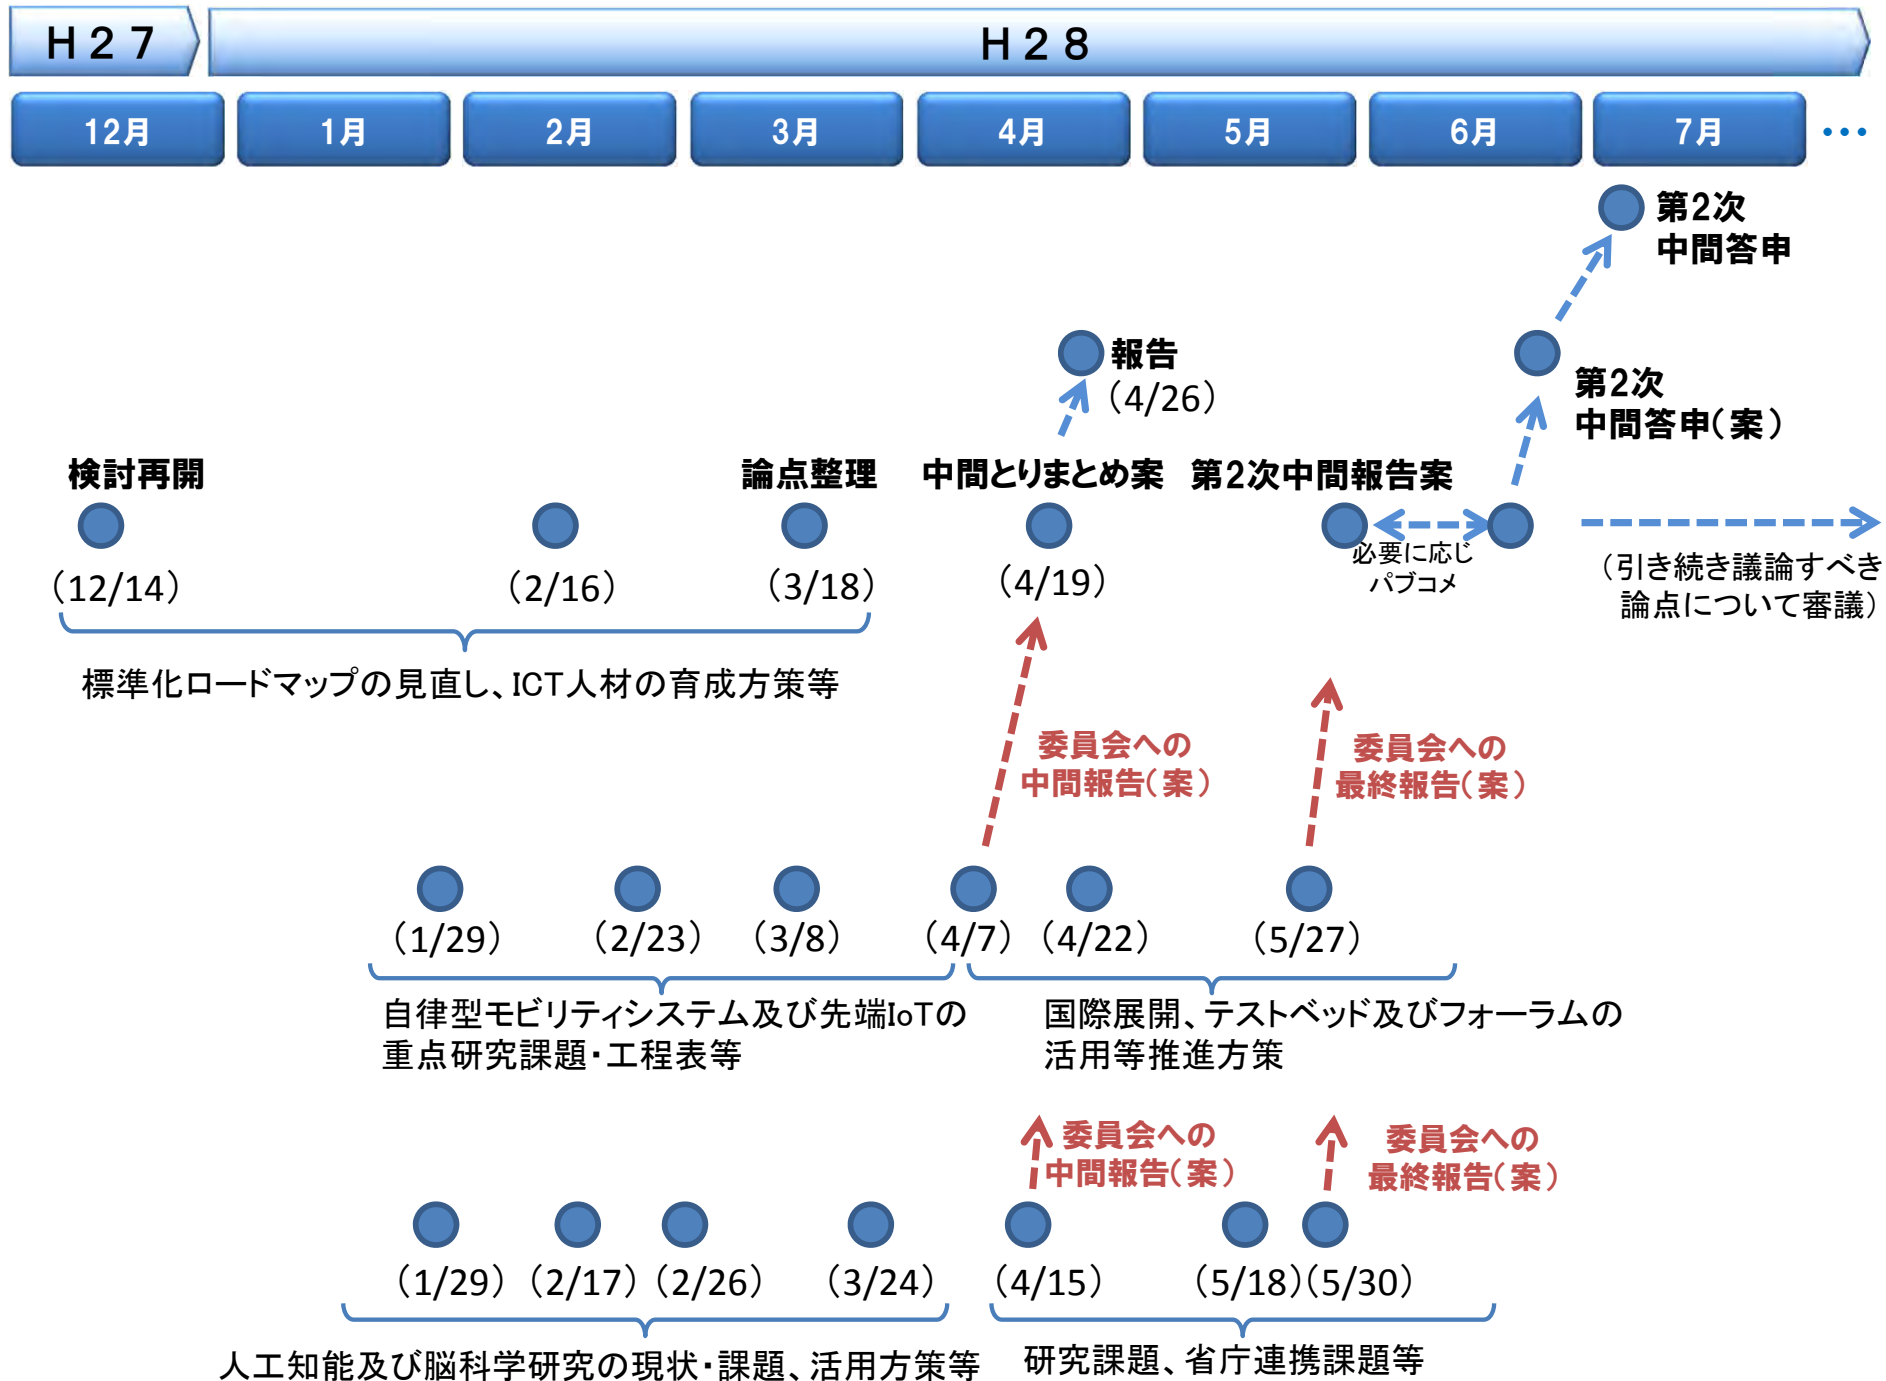 H27
H28
12月
1月
2月
3月
4月
5月
6月
7月
…
第2次
中間答申
報告
(4/26)
第2次
中間答申(案)
検討再開
論点整理
中間とりまとめ案
第2次中間報告案
(12/14)
(2/16)
(3/18)
(4/19)
必要に応じ
パブコメ
(引き続き議論すべき
論点について審議)
標準化ロードマップの見直し、ICT人材の育成方策等
委員会への
中間報告(案)
委員会への
最終報告(案)
(1/29)
(2/23)
(3/8)
(4/7)
(4/22)
(5/27)
自律型モビリティシステム及び先端IoTの
重点研究課題・工程表等
国際展開、テストベッド及びフォーラムの
活用等推進方策
委員会への
中間報告(案)
委員会への
最終報告(案)
(1/29)
(2/17)
(2/26)
(3/24)
(4/15)
(5/18)
(5/30)
人工知能及び脳科学研究の現状・課題、活用方策等
研究課題、省庁連携課題等